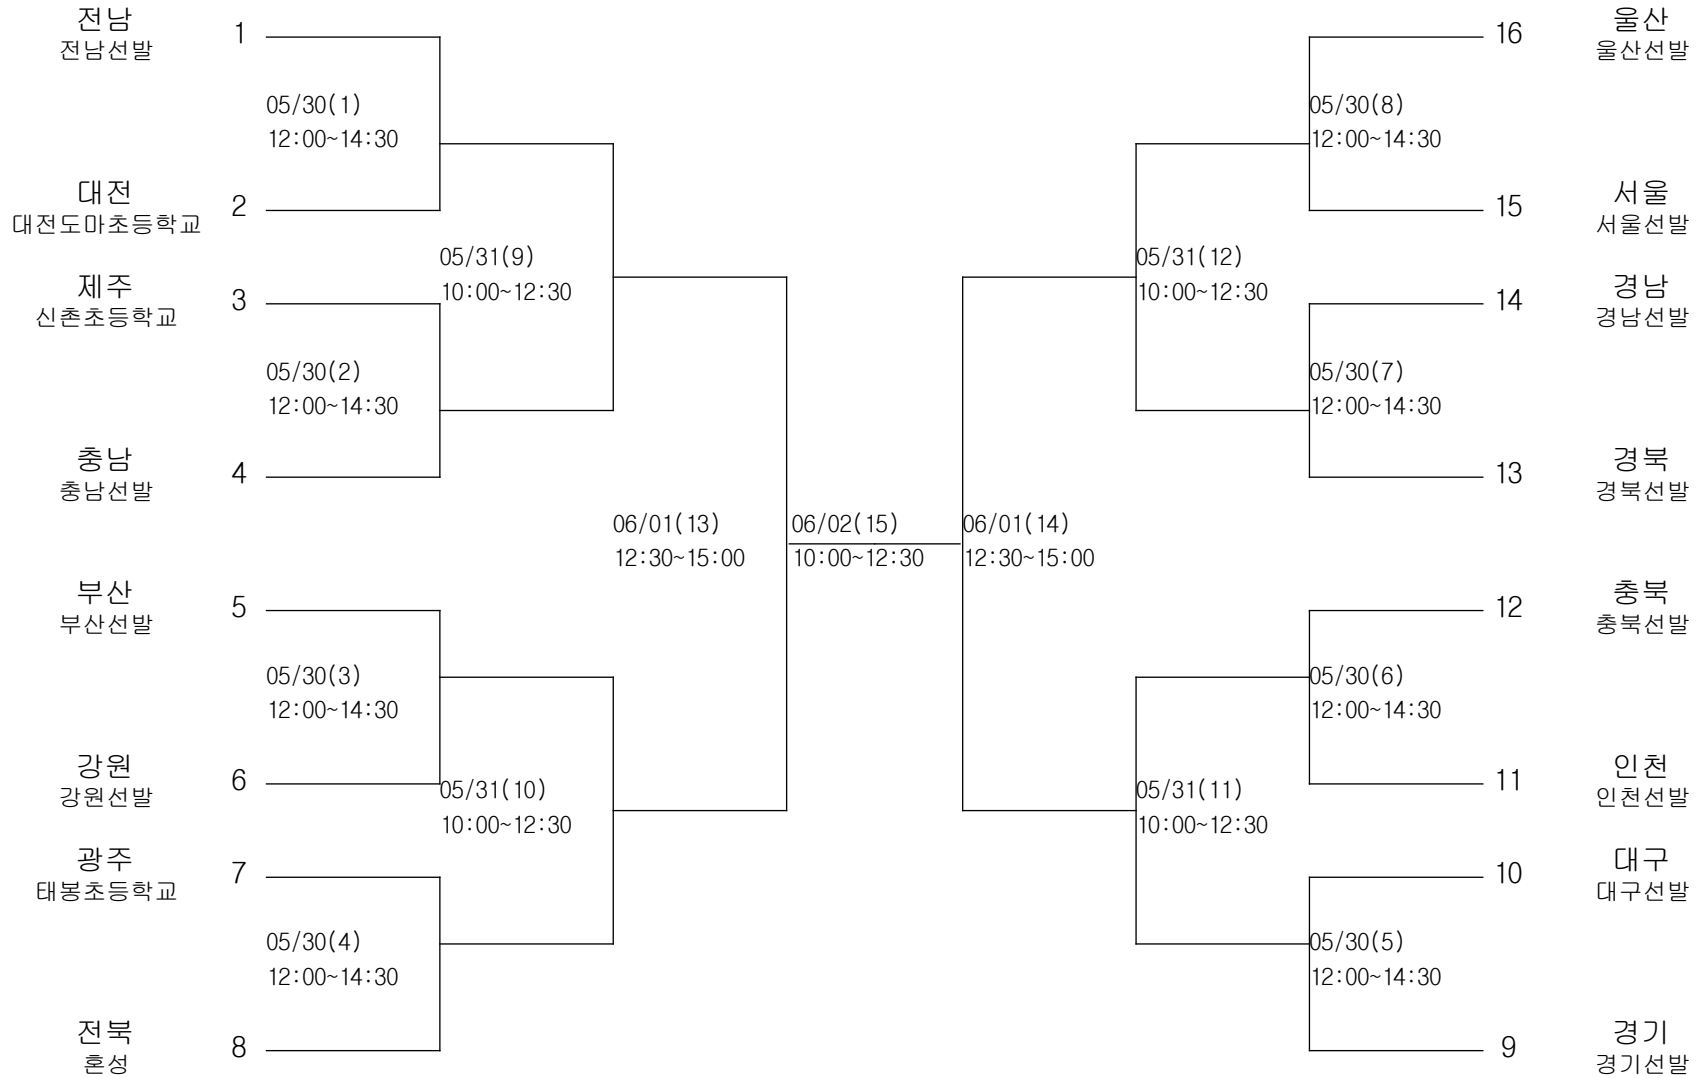 전남
전남선발
1
05/30(1)
12:00~14:30
대전
대전도마초등학교
2
05/31(9)
10:00~12:30
제주
신촌초등학교
3
05/30(2)
12:00~14:30
충남
충남선발
4
06/01(13)
12:30~15:00
부산
부산선발
5
05/30(3)
12:00~14:30
강원
강원선발
6
05/31(10)
10:00~12:30
광주
태봉초등학교
7
05/30(4)
12:00~14:30
전북
혼성
8
06/02(15)
10:00~12:30
16
울산
울산선발
05/30(8)
12:00~14:30
15
서울
서울선발
05/31(12)
10:00~12:30
14
경남
경남선발
05/30(7)
12:00~14:30
13
경북
경북선발
06/01(14)
12:30~15:00
12
충북
충북선발
05/30(6)
12:00~14:30
11
인천
인천선발
05/31(11)
10:00~12:30
10
대구
대구선발
05/30(5)
12:00~14:30
9
경기
경기선발